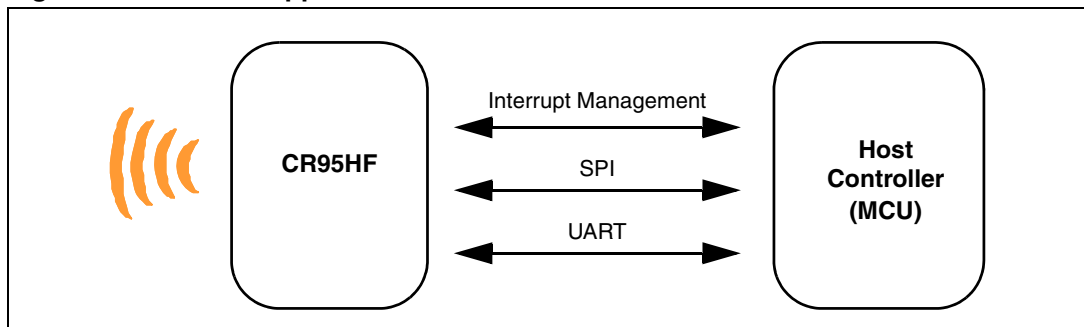 CR95HF
Interrupt Management
SPI
UART
Host
Controller
(MCU)